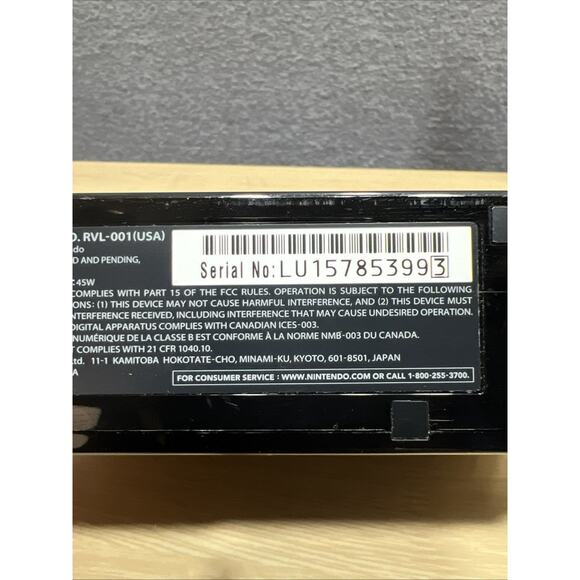 O. RVL-001(USA)
do
D AND PENDING,
45W
COMPLIES WITH PART 15 OF THE FCC RULES. OPERATION IS SUBJECT TO THE FOLLOWING
ONS: (1) THIS DEVICE MAY NOT CAUSE HARMFUL INTERFERENCE, AND (2) THIS DEVICE MUST
INTERFERENCE RECEIVED, INCLUDING INTERFERENCE THAT MAY CAUSE UNDESIRED OPERATION.
DIGITAL APPARATUS COMPLIES WITH CANADIAN ICES-003.
NUMÉRIQUE DE LA CLASSE B EST CONFORME À LA NORME NMB-003 DU CANADA.
T COMPLIES WITH 21 CFR 1040.10.
Ltd. 11-1 KAMITOBA HOKOTATE-CHO, MINAMI-KU, KYOTO, 601-8501, JAPAN
A
Serial No:LU157853993
FOR CONSUMER SERVICE : WWW.NINTENDO.COM OR CALL 1-800-255-3700.